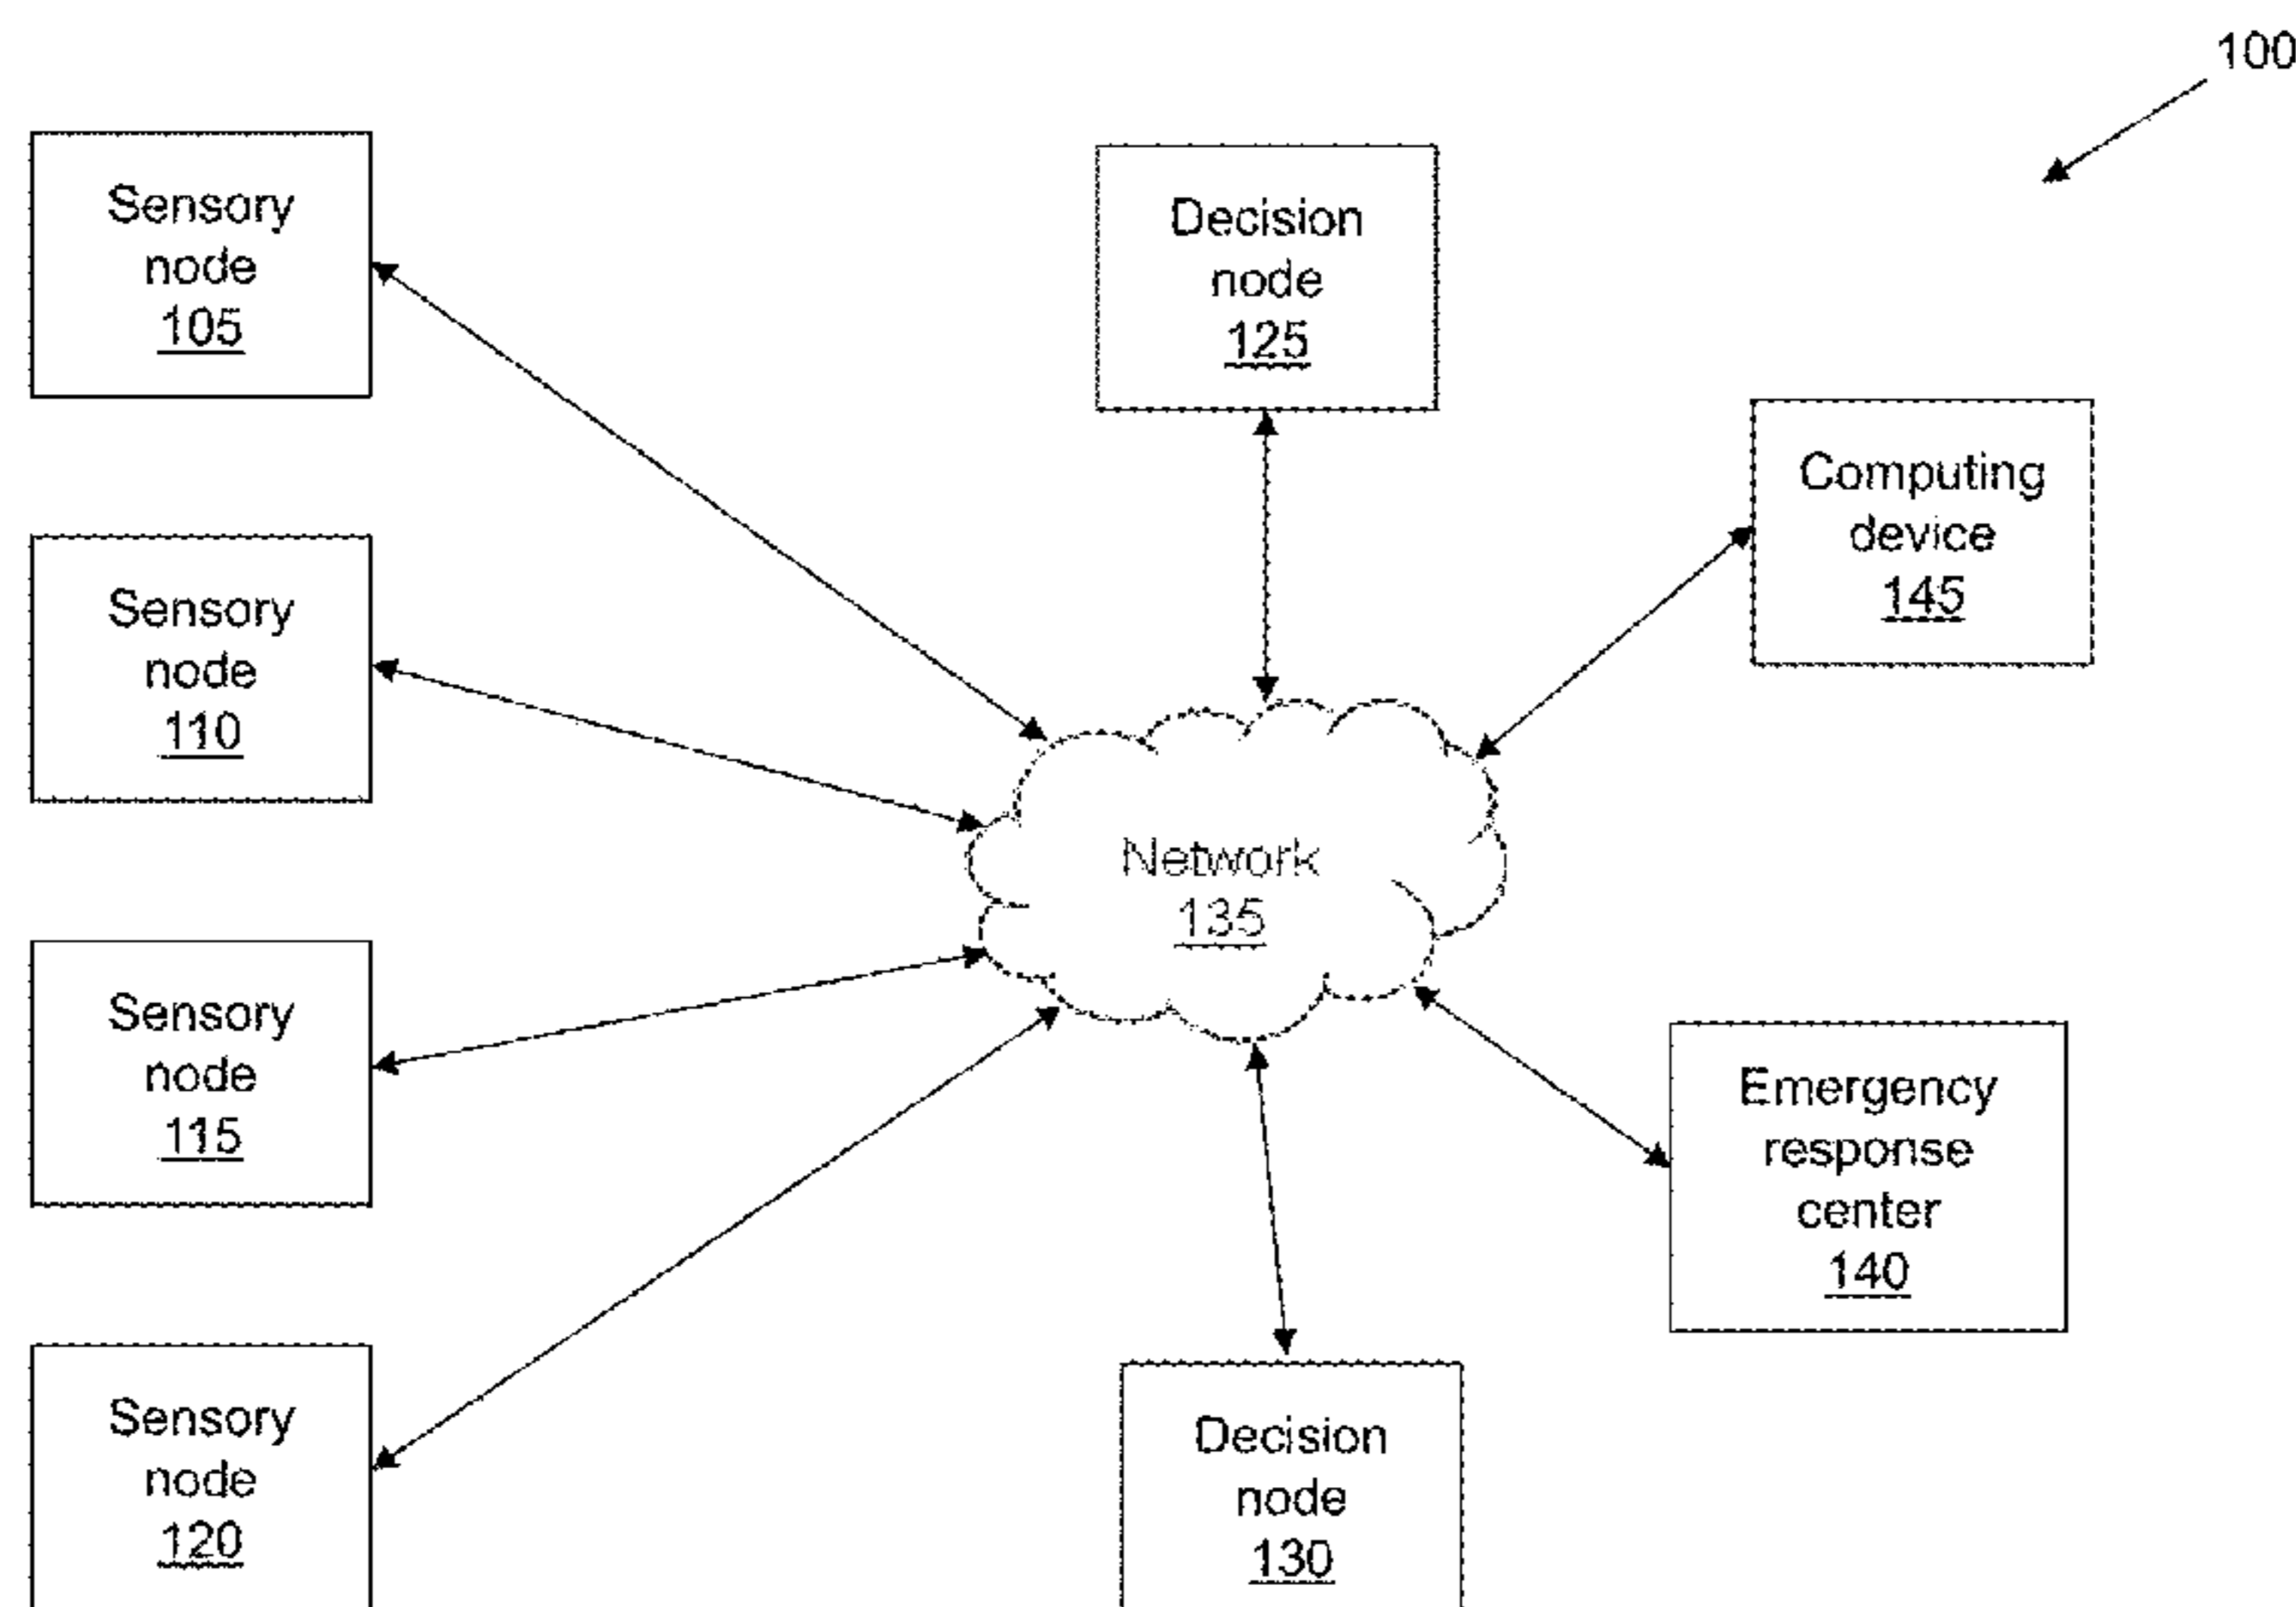 100
Sensory
node
105
Decision
node
125
Computing
device
145
Sensory
node
110
Network
135
Sensory
node
115
Emergency
response
center
140
Sensory
node
120
Decision
node
130